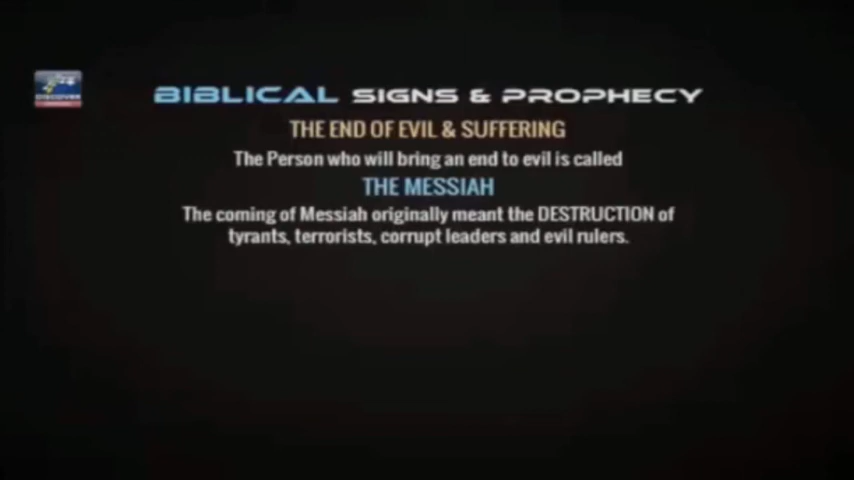 DISCOVER
BIBLICAL SIGNS & PROPHECY
THE END OF EVIL & SUFFERING
The Person who will bring an end to evil is called
THE MESSIAH
The coming of Messiah originally meant the DESTRUCTION of
tyrants, terrorists, corrupt leaders and evil rulers.